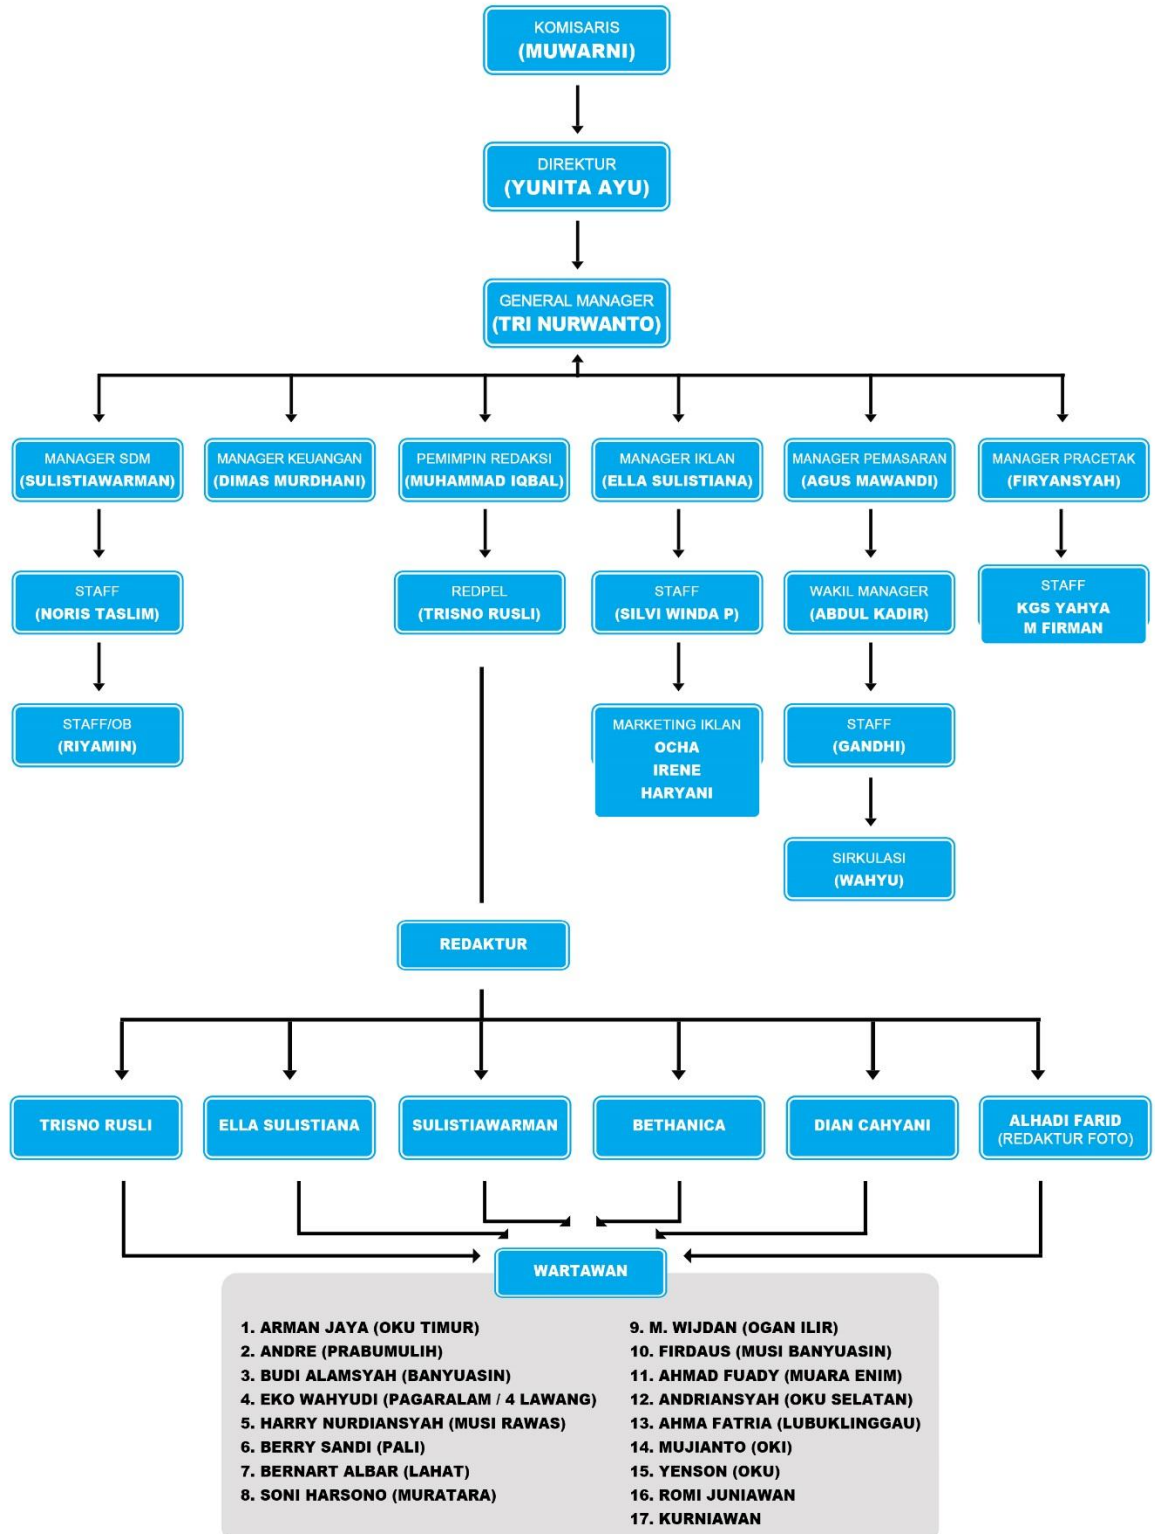 KOMISARIS
(MUWARNI)
DIREKTUR
(YUNITA AYU)
GENERAL MANAGER
(TRI NURWANTO)
MANAGER SDM
(SULISTIAWARMAN)
MANAGER KEUANGAN
(DIMAS MURDHANI)
PEMIMPIN REDAKSI
(MUHAMMAD IQBAL)
MANAGER IKLAN
(ELLA SULISTIANA)
MANAGER PEMASARAN
(AGUS MAWANDI)
MANAGER PRACETAK
(FIRYANSYAH)
STAFF
(NORIS TASLIM)
REDPEL
(TRISNO RUSLI)
STAFF
(SILVI WINDA P)
WAKIL MANAGER
(ABDUL KADIR)
STAFF
KGS YAHYA
M FIRMAN
STAFF/OB
(RIYAMIN)
MARKETING IKLAN
OCHA
IRENE
HARYANI
STAFF
(GANDHI)
SIRKULASI
(WAHYU)
REDAKTUR
TRISNO RUSLI
ELLA SULISTIANA
SULISTIAWARMAN
BETHANICA
DIAN CAHYANI
ALHADI FARID
(REDAKTUR FOTO)
WARTAWAN
1. ARMAN JAYA (OKU TIMUR)
2. ANDRE (PRABUMULIH)
3. BUDI ALAMSYAH (BANYUASIN)
4. EKO WAHYUDI (PAGARALAM / 4 LAWANG)
5. HARRY NURDIANSYAH (MUSI RAWAS)
6. BERRY SANDI (PALI)
7. BERNART ALBAR (LAHAT)
8. SONI HARSONO (MURATARA)
9. M. WIJDAN (OGAN ILIR)
10. FIRDAUS (MUSI BANYUASIN)
11. AHMAD FUADY (MUARA ENIM)
12. ANDRIANSYAH (OKU SELATAN)
13. AHMA FATRIA (LUBUKLINGGAU)
14. MUJIANTO (OKI)
15. YENSON (OKU)
16. ROMI JUNIAWAN
17. KURNIAWAN